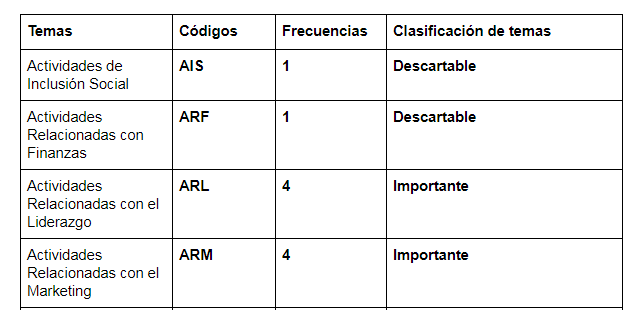 Temas Códigos Frecuencias Clasificación de temas
Actividades de
Inclusión Social
AIS 1 Descartable
Actividades
Relacionadas con
Finanzas
ARF 1 Descartable
Actividades
Relacionadas con el
Liderazgo
ARL 4 Importante
Actividades
Relacionadas con el
Marketing
ARM 4 Importante